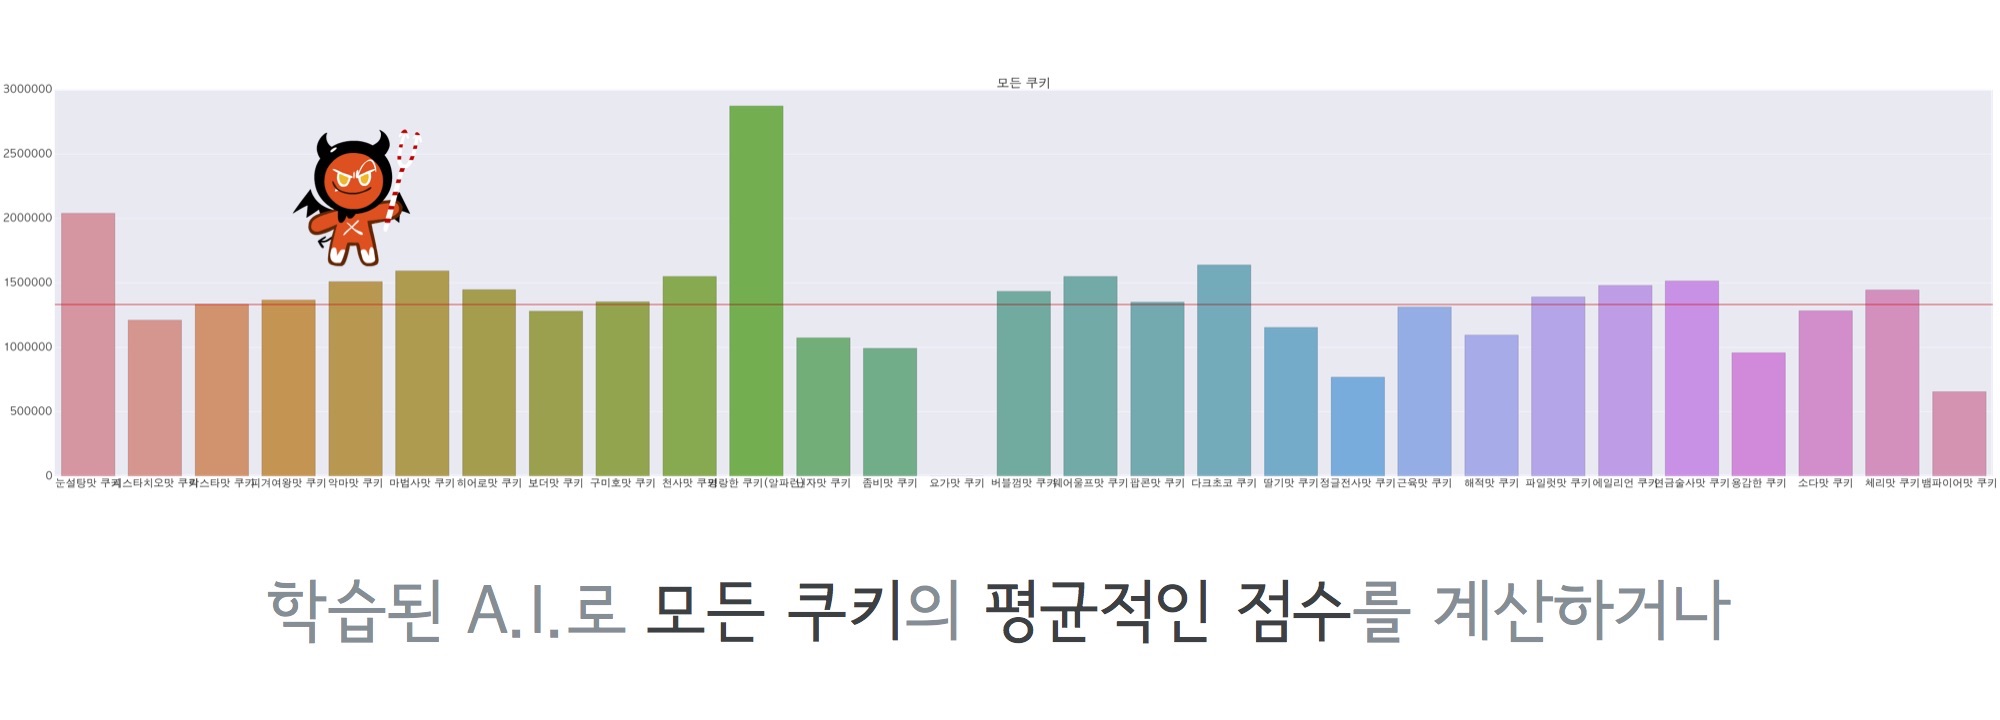 모든 쿠키
3000000
2500000
2000000
1500000
1000000
500000
0
눈설탕맛 쿠키
피스타치오맛 쿠키
라스타맛 쿠키
피겨여왕맛 쿠키
악마맛 쿠키
마법사맛 쿠키
히어로맛 쿠키
보더맛 쿠키
구미호맛 쿠키
천사맛 쿠키
명랑한 쿠키(알파런)
닌자맛 쿠키
좀비맛 쿠키
요가맛 쿠키
버블껌맛 쿠키
웨어울프맛 쿠키
팝콘맛 쿠키
다크초코 쿠키
딸기맛 쿠키
정글전사맛 쿠키
근육맛 쿠키
해적맛 쿠키
파일럿맛 쿠키
에일리언 쿠키
연금술사맛 쿠키
용감한 쿠키
소다맛 쿠키
체리맛 쿠키
뱀파이어맛 쿠키
학습된 A.I.로 모든 쿠키의 평균적인 점수를 계산하거나